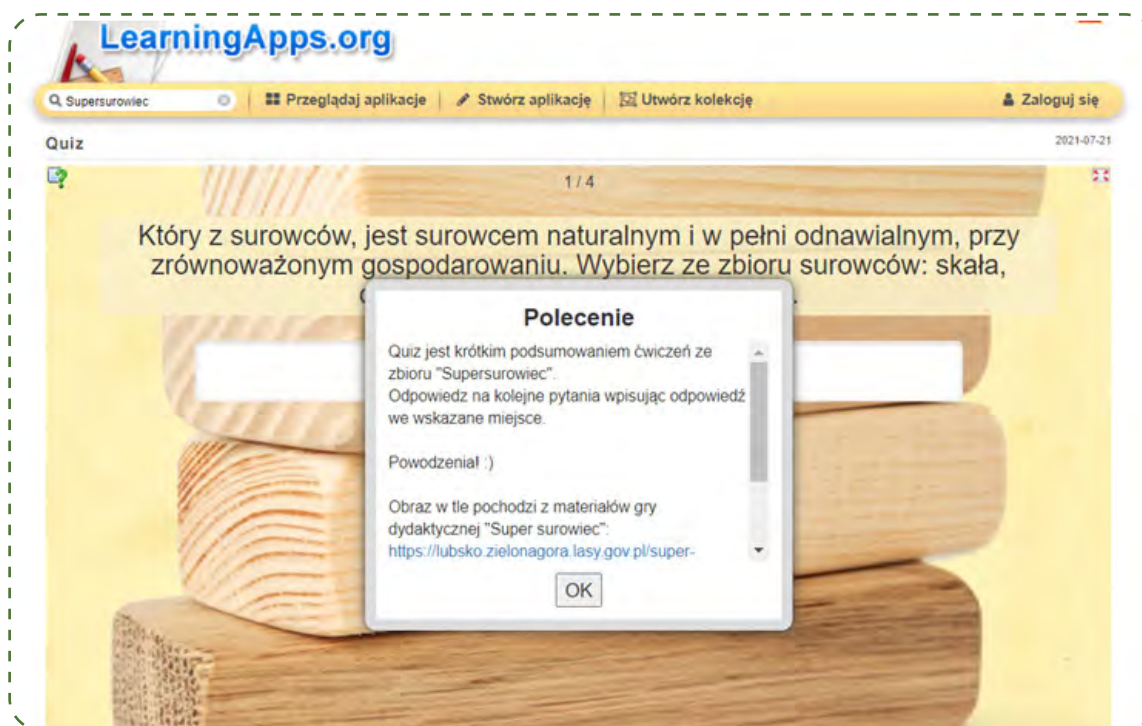 LearningApps.org
Supersurowiec
Przeglądaj aplikacje
Stwórz aplikację
Utwórz kolekcję
Zaloguj się
Quiz
2021-07-21
1 / 4
Który z surowców, jest surowcem naturalnym i w pełni odnawialnym, przy
zrównoważonym gospodarowaniu. Wybierz ze zbioru surowców: skała,
Polecenie
Quiz jest krótkim podsumowaniem ćwiczeń ze
zbioru "Supersurowiec".
Odpowiedz na kolejne pytania wpisując odpowiedź
we wskazane miejsce.
Powodzenia! :)
Obraz w tle pochodzi z materiałów gry
dydaktycznej "Super surowiec":
https://lubsko.zielonagora.lasy.gov.pl/super-
OK